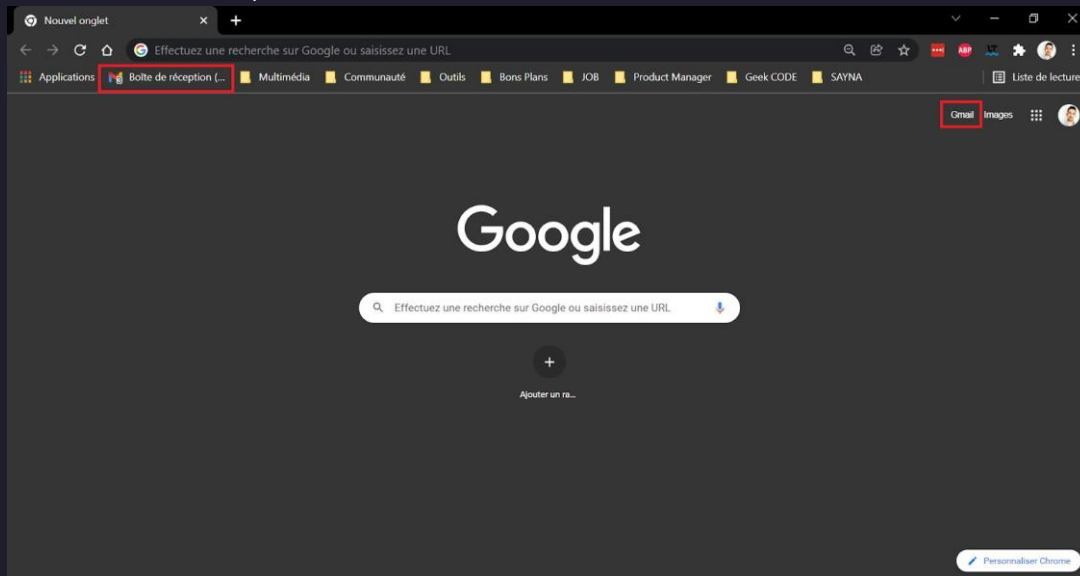 Nouvel onglet
Effectuez une recherche sur Google ou saisissez une URL
Applications Boîte de réception (... Multimédia Communauté Outils Bons Plans JOB Product Manager Geek CODE SAYNA Liste de lecture
Gmail Images
Google
Effectuez une recherche sur Google ou saisissez une URL
Ajouter un ra...
Personnaliser Chrome